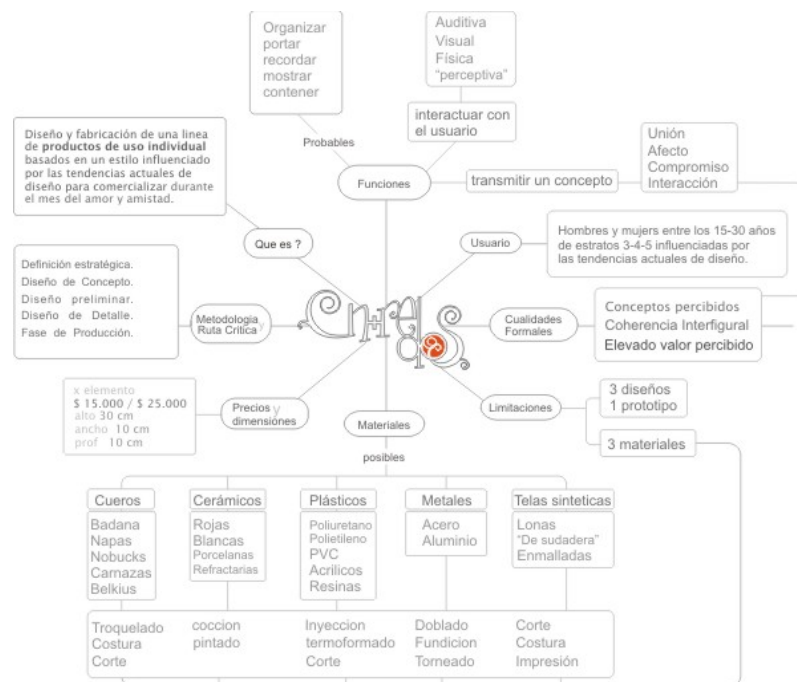 Organizar
portar
recordar
mostrar
contener
Auditiva
Visual
Física
“perceptiva”
interactuar con
el usuario
Probables
Funciones
transmitir un concepto
Unión
Afecto
Compromiso
Interacción
Diseño y fabricación de una linea
de productos de uso individual
basados en un estilo influenciado
por las tendencias actuales de
diseño para comercializar durante
el mes del amor y amistad.
Que es ?
Usuario
Hombres y mujers entre los 15-30 años
de estratos 3-4-5 influenciadas por
las tendencias actuales de diseño.
Definición estratégica.
Diseño de Concepto.
Diseño preliminar.
Diseño de Detalle.
Fase de Producción.
Metodologia y
Ruta Critica
Cualidades
Formales
Conceptos percibidos
Coherencia Interfigural
Elevado valor percibido
x elemento
$ 15.000 / $ 25.000
alto 30 cm
ancho 10 cm
prof 10 cm
Precios y
dimensiones
Materiales
posibles
Limitaciones
3 diseños
1 prototipo
3 materiales
Cueros
Badana
Napas
Nobucks
Carnazas
Belkius
Troquelado
Costura
Corte
Cerámicos
Rojas
Blancas
Porcelanas
Refractarias
coccion
pintado
Plásticos
Poliuretano
Polietileno
PVC
Acrilicos
Resinas
Inyeccion
termoformado
Corte
Metales
Acero
Aluminio
Doblado
Fundicion
Torneado
Telas sinteticas
Lonas
“De sudadera”
Enmalladas
Corte
Costura
Impresión